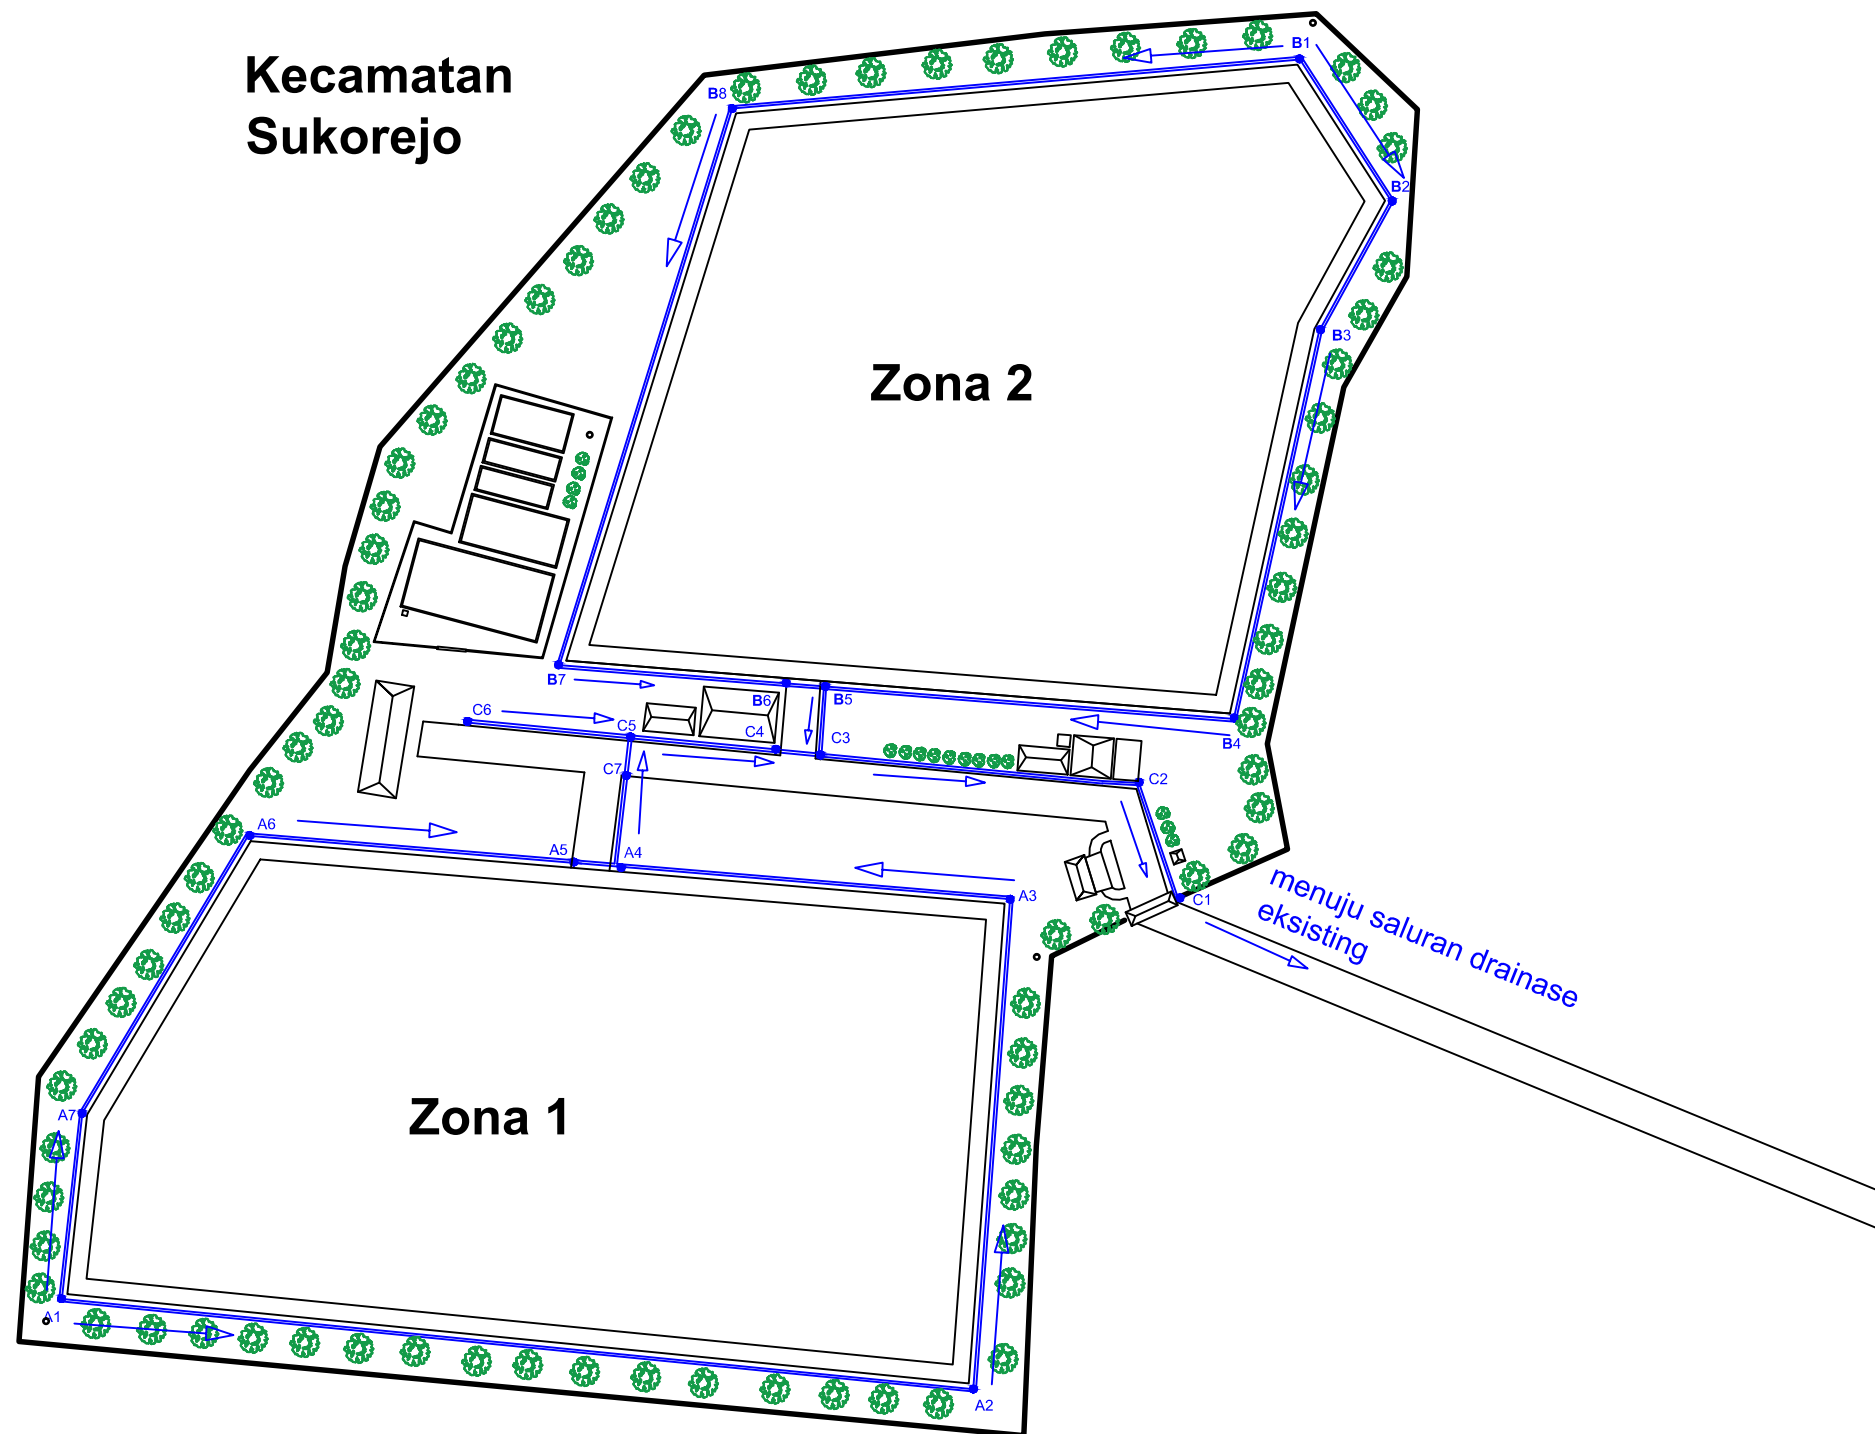 Kecamatan
Sukorejo
B1
B8
B2
B3
Zona 2
B7
B6
B5
B4
C6
C5
C4
C3
C7
C2
A6
A5
A4
A3
C1
menuju saluran drainase
eksisting
A7
Zona 1
A1
A2